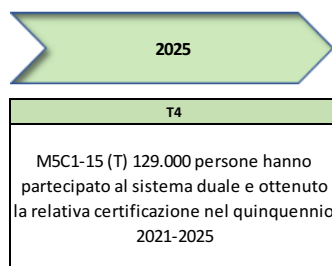 2025
T4
M5C1-15 (T) 129.000 persone hanno
partecipato al sistema duale e ottenuto
la relativa certificazione nel quinquennio
2021-2025